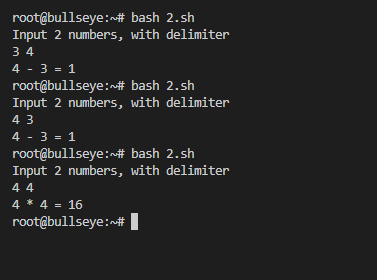 root@bullseye:~# bash 2.sh
Input 2 numbers, with delimiter
3 4
4 - 3 = 1
root@bullseye:~# bash 2.sh
Input 2 numbers, with delimiter
4 3
4 - 3 = 1
root@bullseye:~# bash 2.sh
Input 2 numbers, with delimiter
4 4
4 * 4 = 16
root@bullseye:~#